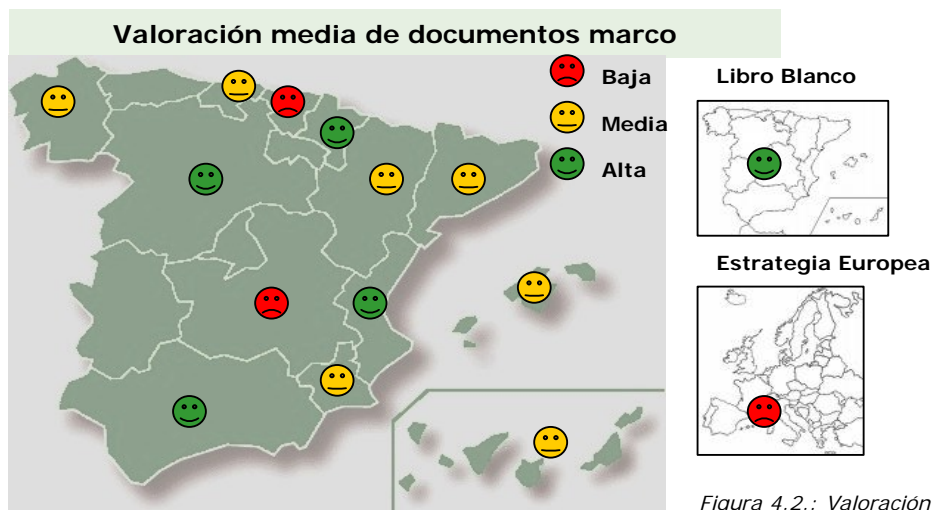 Valoración media de documentos marco
Baja
Media
Alta
Libro Blanco
Estrategia Europea
Figura 4.2.: Valoración